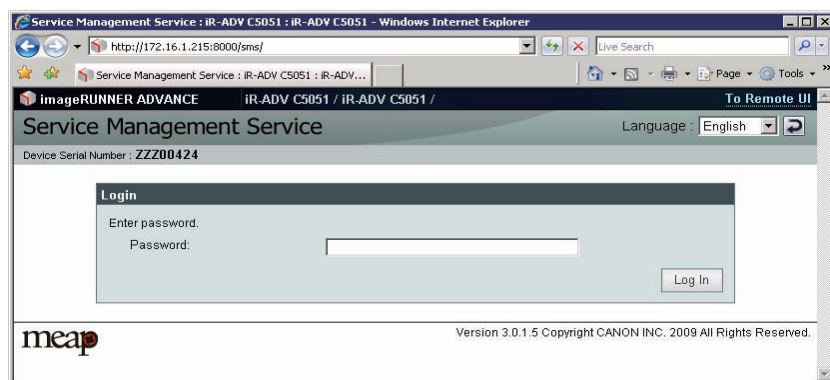 Service Management Service : iR-ADV C5051 : iR-ADV C5051 - Windows Internet Explorer
http://172.16.1.215:8000/sms/
Live Search
Service Management Service : iR-ADV C5051 : iR-ADV...
Page
Tools
imageRUNNER ADVANCE
iR-ADV C5051 / iR-ADV C5051 /
To Remote UI
Service Management Service
Language : English
Device Serial Number : ZZZ00424
Login
Enter password.
Password:
Log In
meap
Version 3.0.1.5 Copyright CANON INC. 2009 All Rights Reserved.